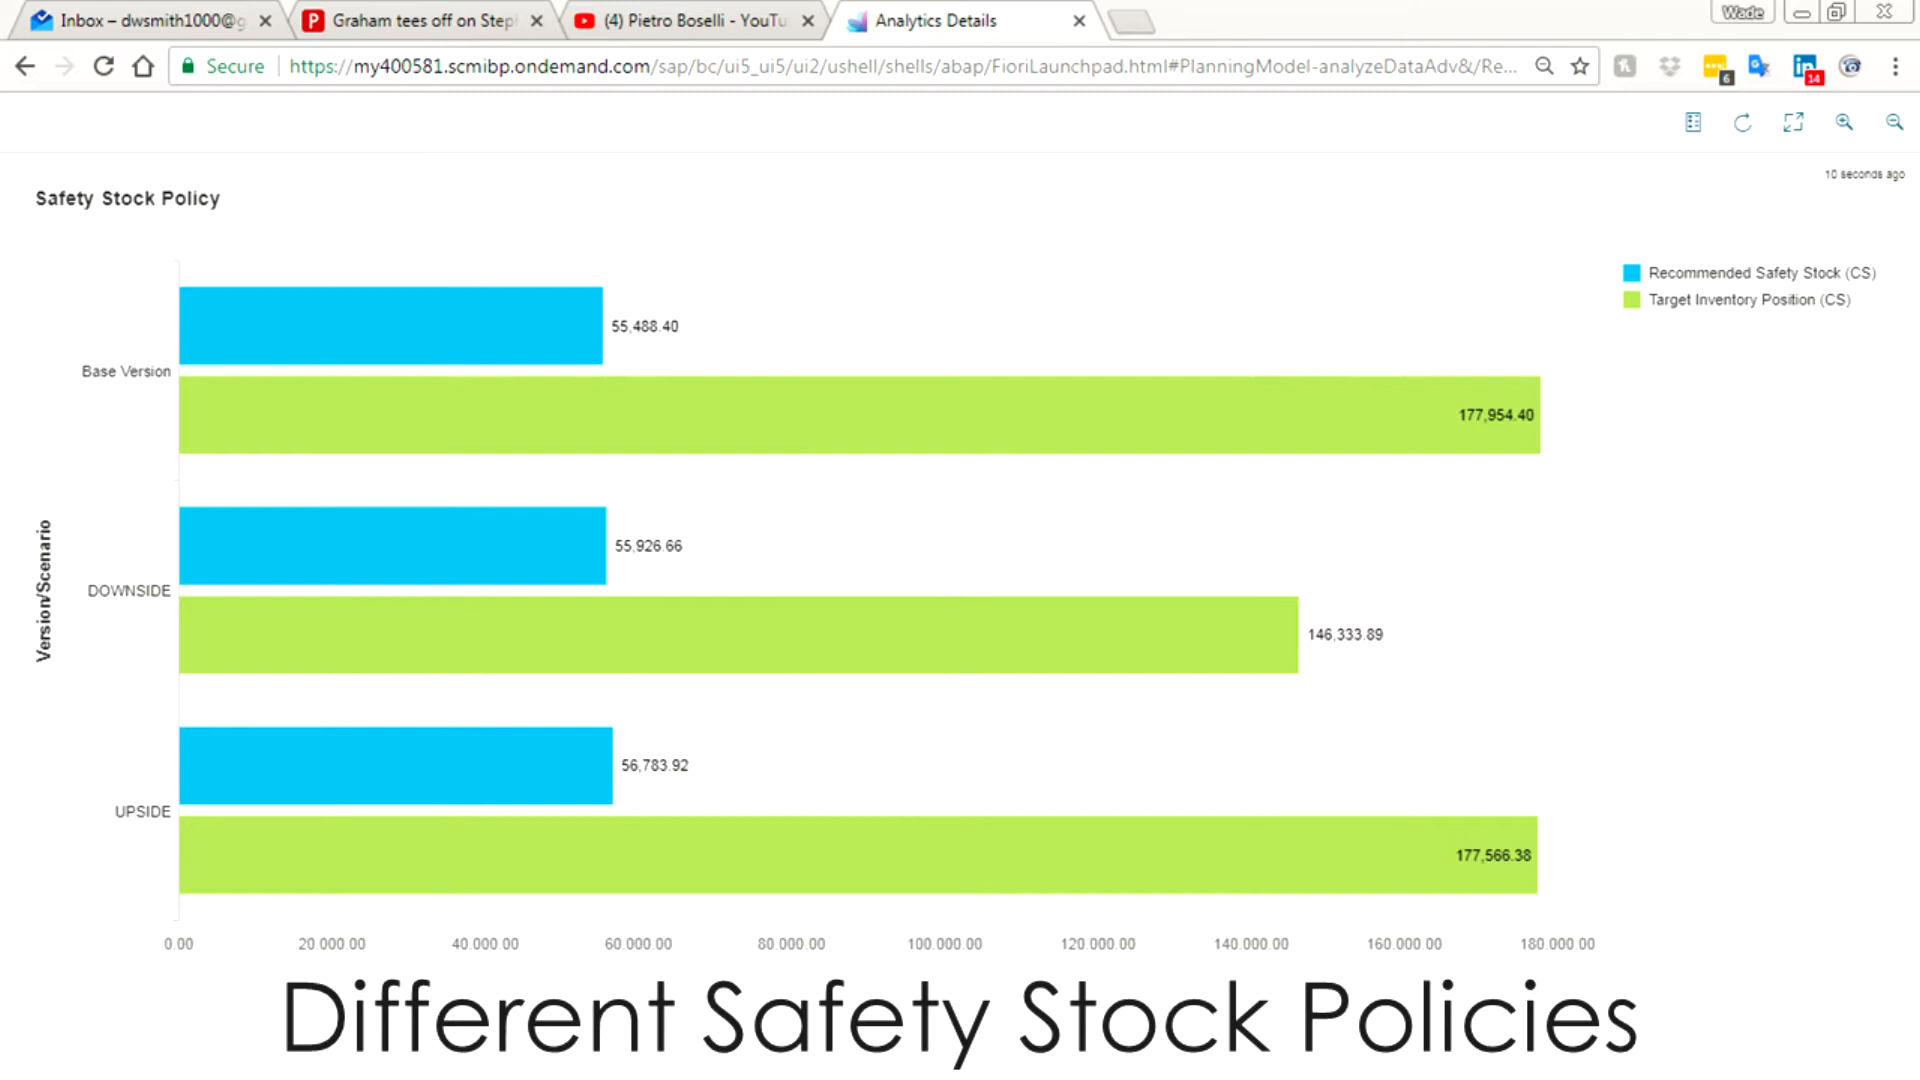 Inbox – dwsmith1000@g
Graham tees off on Step
(4) Pietro Boselli - YouTu
Analytics Details
Wade
Secure
https://my400581.scmibp.ondemand.com/sap/bc/ui5_ui5/ui2/ushell/shells/abap/FioriLaunchpad.html#PlanningModel-analyzeDataAdv&/Re...
6
14
10 seconds ago
Safety Stock Policy
Recommended Safety Stock (CS)
Target Inventory Position (CS)
Version/Scenario
55,488.40
Base Version
177,954.40
55,926.66
DOWNSIDE
146,333.89
56,783.92
UPSIDE
177,566.38
0.00 20.000.00 40.000.00 60.000.00 80.000.00 100.000.00 120.000.00 140.000.00 160.000.00 180.000.00
Different Safety Stock Policies